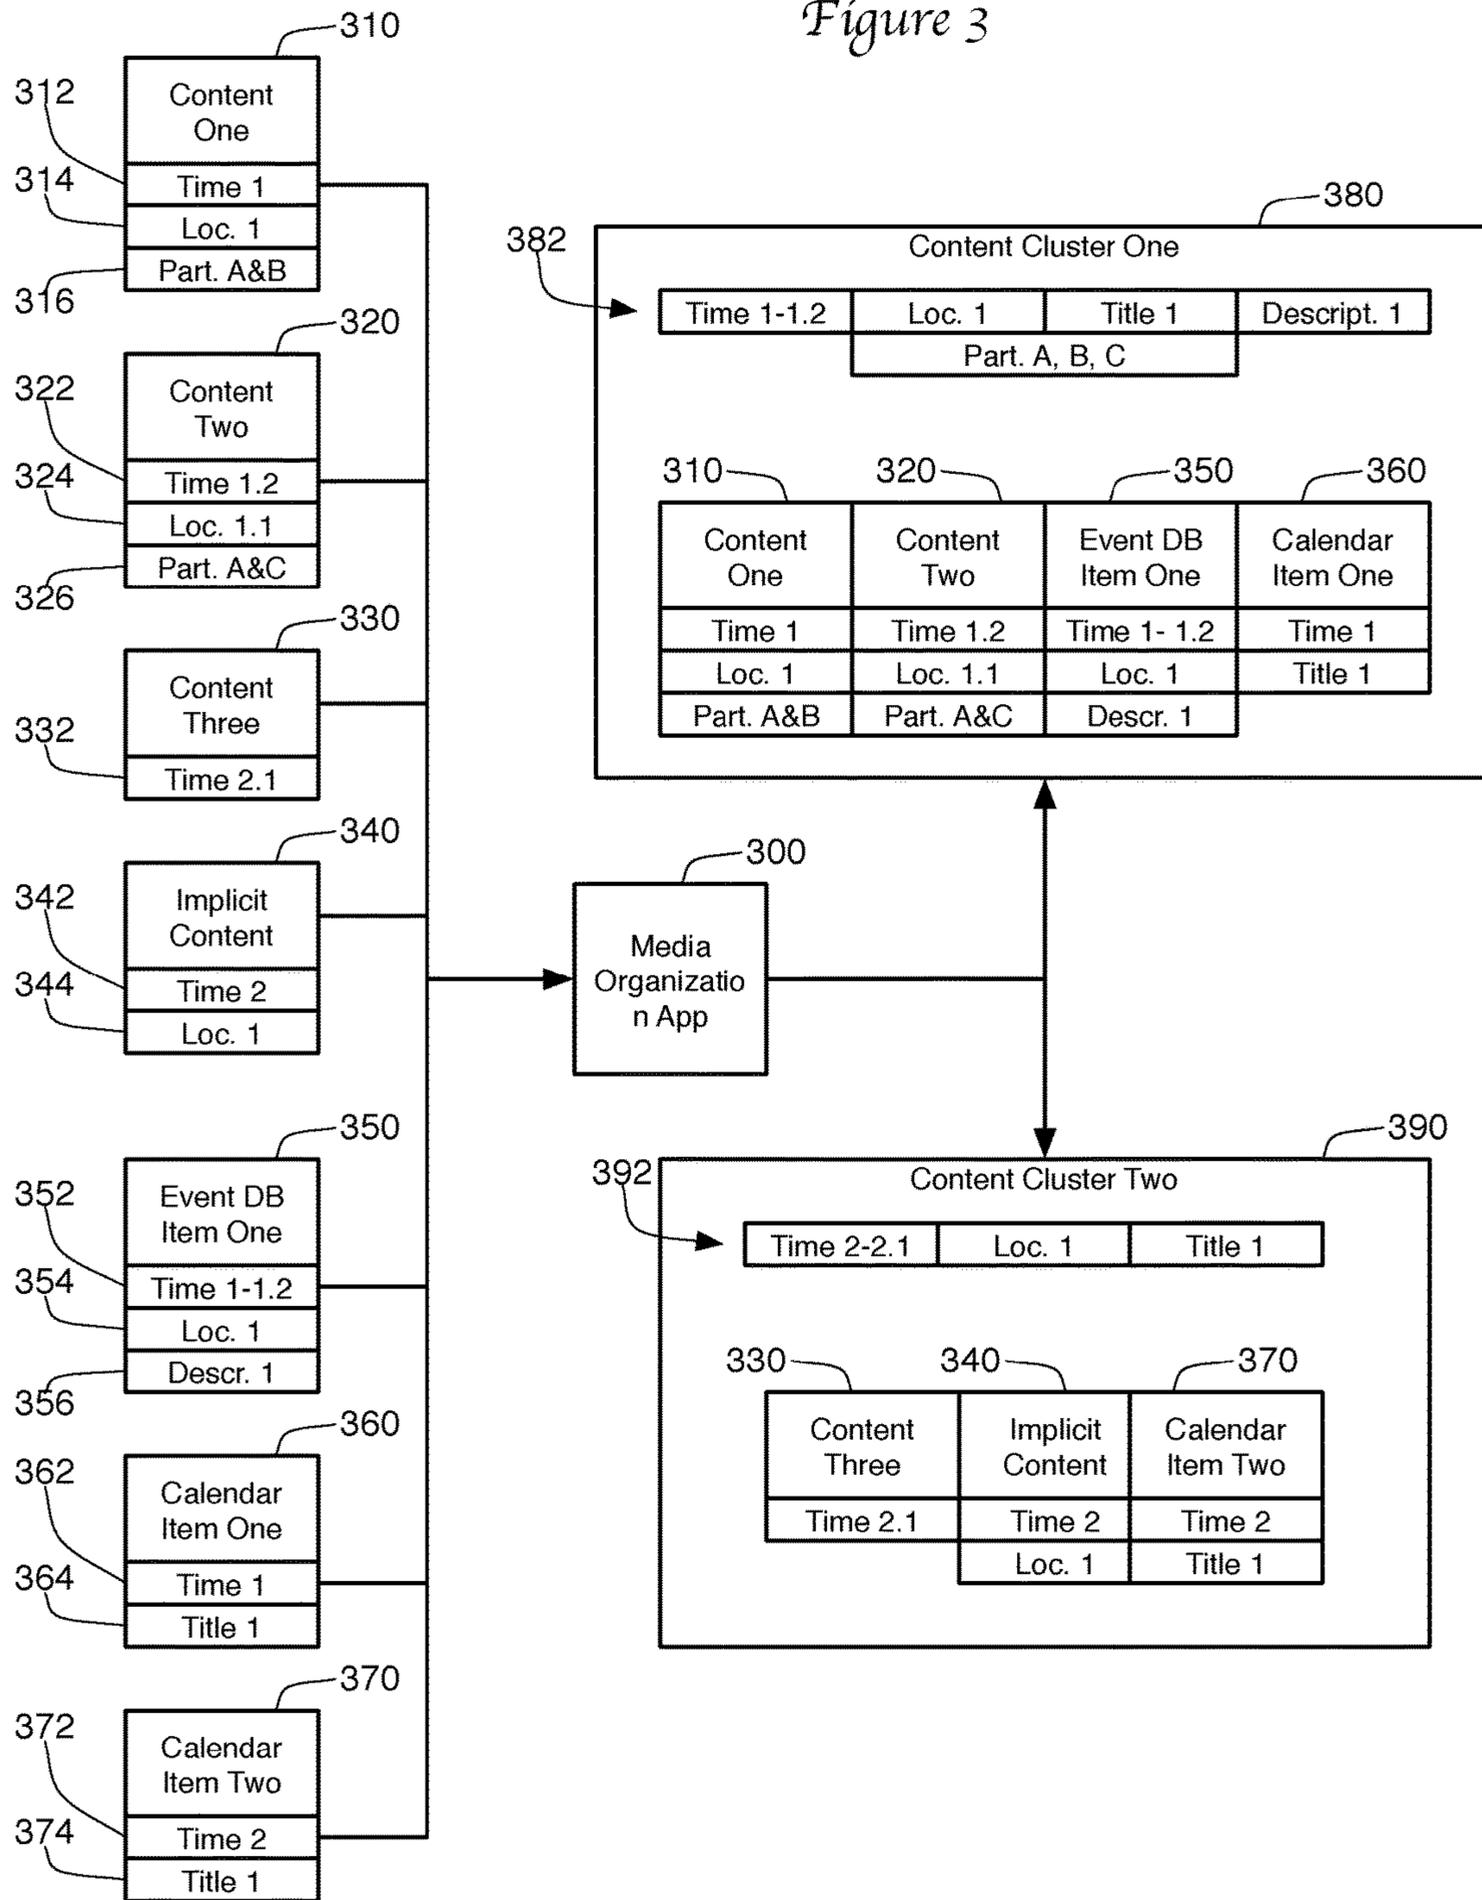 Figure 3
310
312
Content
One
Time 1
314
Loc. 1
Part. A&B
316
320
322
Content
Two
Time 1.2
324
Loc. 1.1
Part. A&C
326
330
Content
Three
332
Time 2.1
340
342
Implicit
Content
344
Time 2
Loc. 1
350
352
Event DB
Item One
354
Time 1-1.2
Loc. 1
Descr. 1
356
360
362
Calendar
Item One
364
Time 1
Title 1
370
372
Calendar
Item Two
374
Time 2
Title 1
300
Media
Organizatio
n App
380
382
Content Cluster One
Time 1-1.2 Loc. 1 Title 1 Descript. 1
Part. A, B, C
310 320 350 360
Content Content Event DB Calendar
One Two Item One Item One
Time 1 Time 1.2 Time 1- 1.2 Time 1
Loc. 1 Loc. 1.1 Loc. 1 Title 1
Part. A&B Part. A&C Descr. 1
390
392
Content Cluster Two
Time 2-2.1 Loc. 1 Title 1
330 340 370
Content Implicit Calendar
Three Content Item Two
Time 2.1 Time 2 Time 2
Loc. 1 Title 1